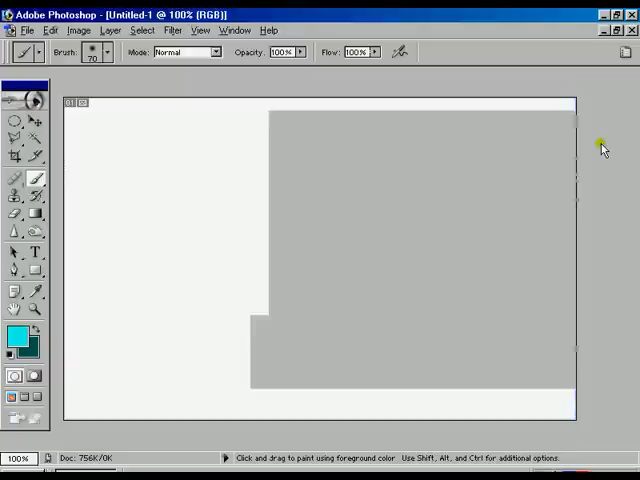 Adobe Photoshop - [Untitled-1 @ 100% (RGB)]
File Edit Image Layer Select Filter View Window Help
Brush: 70 Mode: Normal Opacity: 100% Flow: 100%
01
T
100% Doc: 756K/0K Click and drag to paint using foreground color Use Shift, Alt, and Ctrl for additional options.